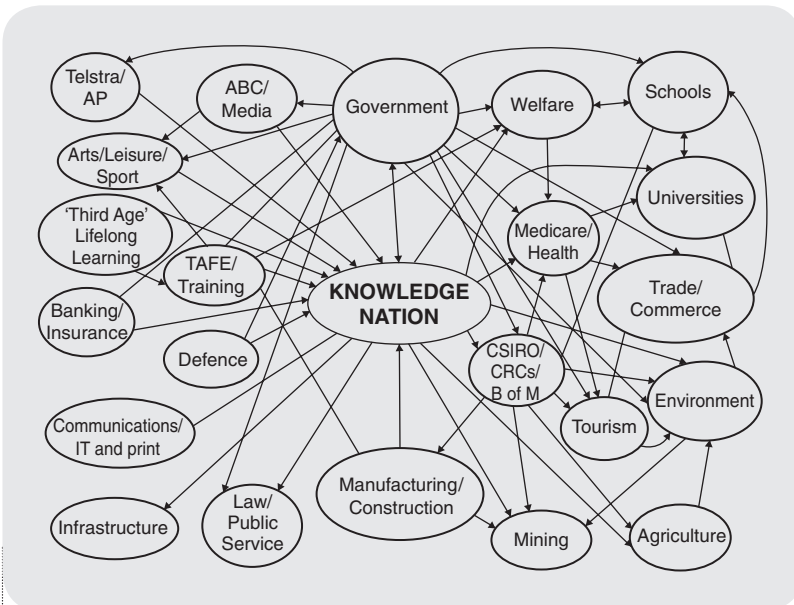 Telstra/
AP
ABC/
Media
Government
Welfare
Schools
Arts/Leisure/
Sport
Universities
'Third Age'
Lifelong
Learning
TAFE/
Training
Medicare/
Health
KNOWLEDGE
NATION
Trade/
Commerce
Banking/
Insurance
Defence
CSIRO/
CRCs/
B of M
Environment
Tourism
Communications/
IT and print
Manufacturing/
Construction
Infrastructure
Law/
Public
Service
Mining
Agriculture